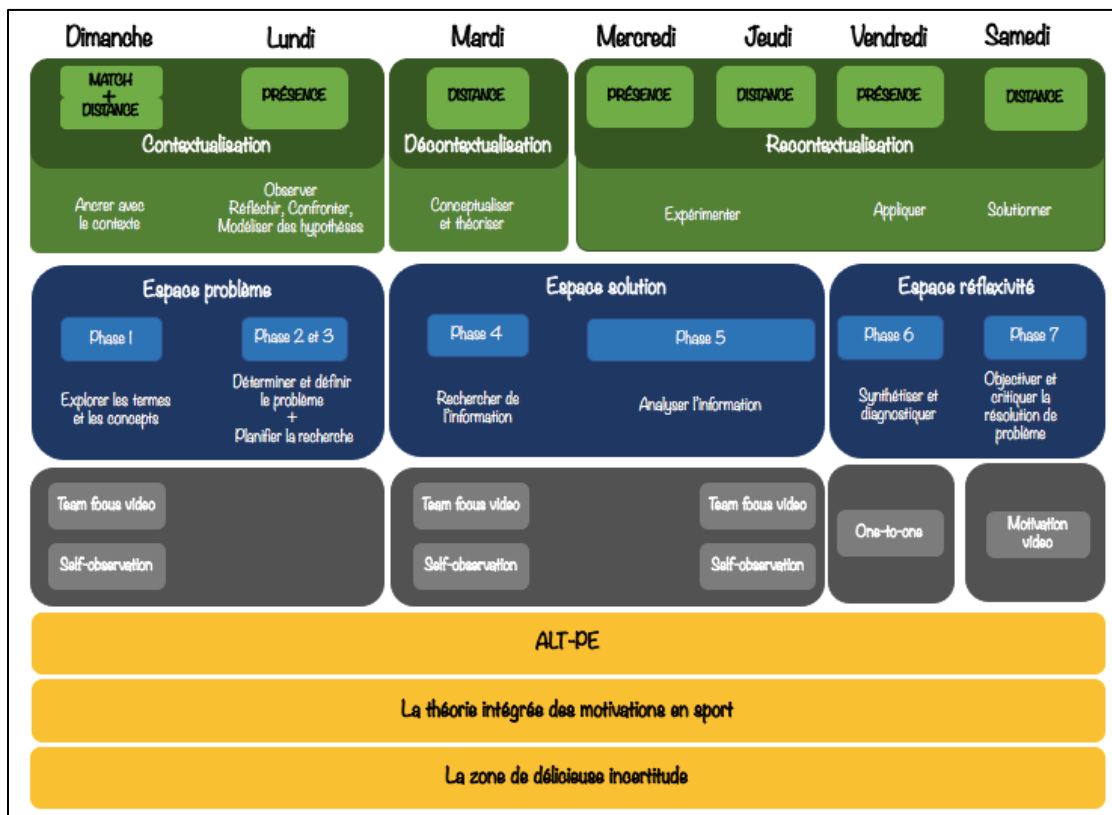 Dimanche Lundi Mardi Mercredi Jeudi Vendredi Samedi
MATCH
+
DISTANCE
PRÉSENCE
DISTANCE
PRÉSENCE
DISTANCE
PRÉSENCE
DISTANCE
Contextualisation
Décontextualisation
Recontextualisation
Ancrer avec
le contexte
Observer
Réfléchir, Confronter,
Modéliser des hypothèses
Conceptualiser
et théoriser
Expérimenter
Appliquer
Solutionner
Espace problème
Phase 1
Phase 2 et 3
Explorer les termes
et les concepts
Déterminer et définir
le problème
+
Planifier la recherche
Espace solution
Phase 4
Phase 5
Rechercher de
l'information
Analyser l'information
Espace réflexivité
Phase 6
Phase 7
Synthétiser et
diagnostiquer
Objectiver et
critiquer la
résolution de
problème
Team focus video
Self-observation
Team focus video
Self-observation
Team focus video
Self-observation
One-to-one
Motivation
video
ALT-PE
La théorie intégrée des motivations en sport
La zone de délicieuse incertitude